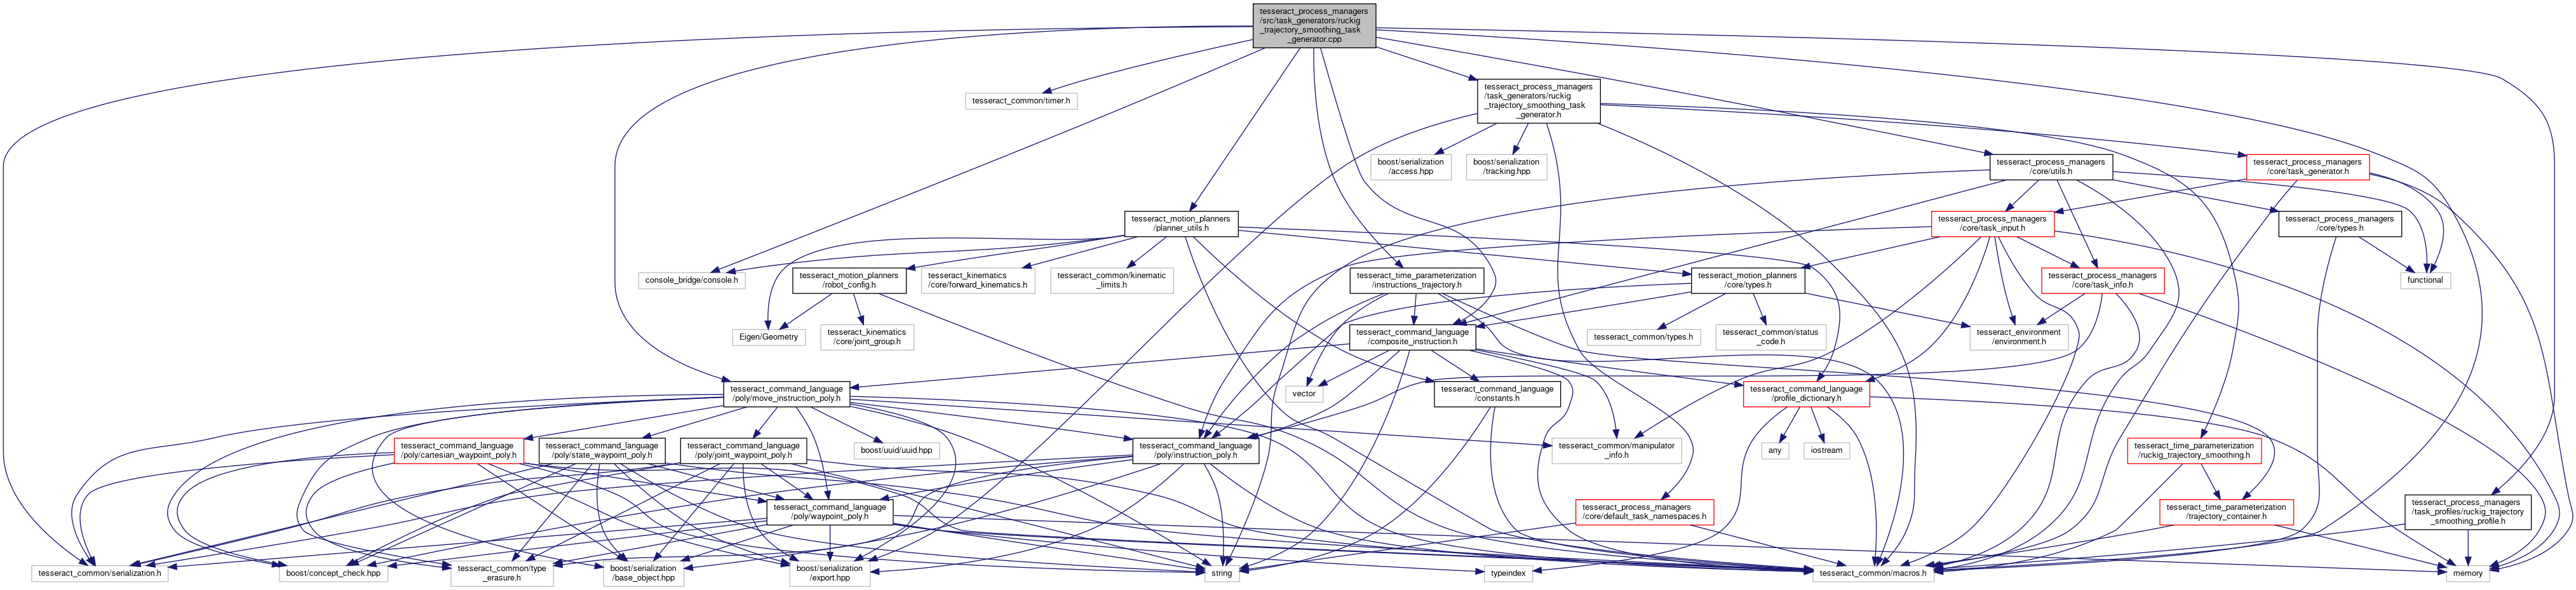 tesseract_process_managers
/src/task_generators/ruckig
_trajectory_smoothing_task
_generator.cpp
tesseract_common/timer.h
tesseract_process_managers
/task_generators/ruckig
_trajectory_smoothing_task
_generator.h
boost/serialization
/access.hpp
boost/serialization
/tracking.hpp
tesseract_process_managers
/core/utils.h
tesseract_process_managers
/core/task_generator.h
tesseract_motion_planners
/planner_utils.h
tesseract_process_managers
/core/task_input.h
tesseract_process_managers
/core/types.h
console_bridge/console.h
tesseract_motion_planners
/robot_config.h
tesseract_kinematics
/core/forward_kinematics.h
tesseract_common/kinematic
_limits.h
tesseract_time_parameterization
/instructions_trajectory.h
tesseract_motion_planners
/core/types.h
tesseract_process_managers
/core/task_info.h
functional
Eigen/Geometry
tesseract_kinematics
/core/joint_group.h
tesseract_command_language
/composite_instruction.h
tesseract_common/types.h
tesseract_common/status
_code.h
tesseract_environment
/environment.h
tesseract_command_language
/poly/move_instruction_poly.h
vector
tesseract_command_language
/constants.h
tesseract_command_language
/profile_dictionary.h
tesseract_command_language
/poly/cartesian_waypoint_poly.h
tesseract_command_language
/poly/state_waypoint_poly.h
tesseract_command_language
/poly/joint_waypoint_poly.h
boost/uuid/uuid.hpp
tesseract_command_language
/poly/instruction_poly.h
tesseract_common/manipulator
_info.h
any
iostream
tesseract_time_parameterization
/ruckig_trajectory_smoothing.h
tesseract_command_language
/poly/waypoint_poly.h
tesseract_process_managers
/core/default_task_namespaces.h
tesseract_time_parameterization
/trajectory_container.h
tesseract_process_managers
/task_profiles/ruckig_trajectory
_smoothing_profile.h
tesseract_common/serialization.h
boost/concept_check.hpp
tesseract_common/type
_erasure.h
boost/serialization
/base_object.hpp
boost/serialization
/export.hpp
string
typeindex
tesseract_common/macros.h
memory